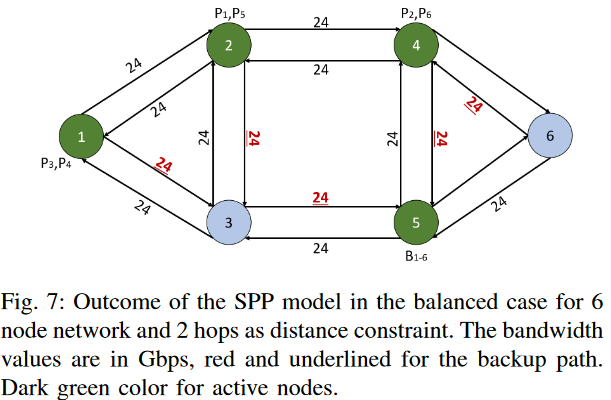 P1,P5
P2,P6
24
2
4
24
24
24
24
1
24
24
24
24
6
P3,P4
24
24
24
24
3
5
24
24
B1-6
Fig. 7: Outcome of the SPP model in the balanced case for 6
node network and 2 hops as distance constraint. The bandwidth
values are in Gbps, red and underlined for the backup path.
Dark green color for active nodes.